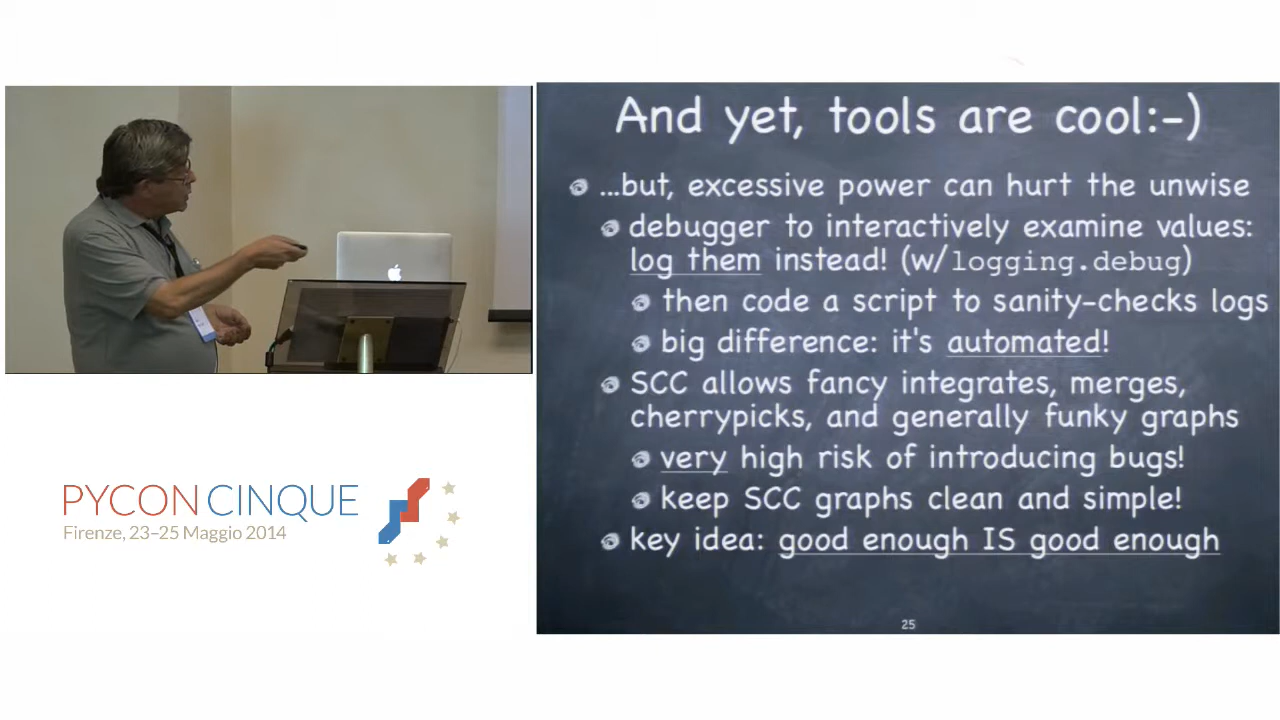 And yet, tools are cool:-)
...but, excessive power can hurt the unwise
debugger to interactively examine values:
log them instead! (w/logging.debug)
then code a script to sanity-checks logs
big difference: it's automated!
SCC allows fancy integrates, merges,
cherrypicks, and generally funky graphs
very high risk of introducing bugs!
keep SCC graphs clean and simple!
key idea: good enough IS good enough
25
PYCON CINQUE
Firenze, 23–25 Maggio 2014